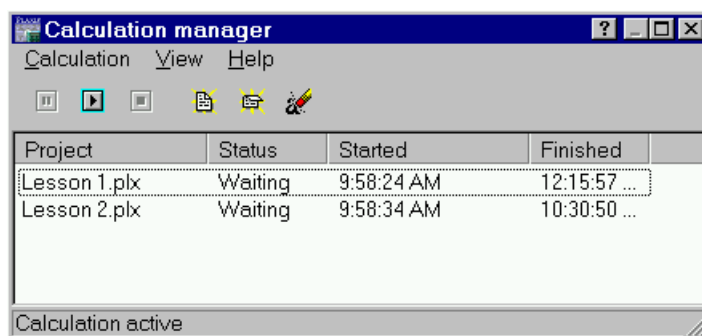 Calculation manager
Calculation View Help
Project Status Started Finished
Lesson 1.plx Waiting 9:58:24 AM 12:15:57 ...
Lesson 2.plx Waiting 9:58:34 AM 10:30:50 ...
Calculation active